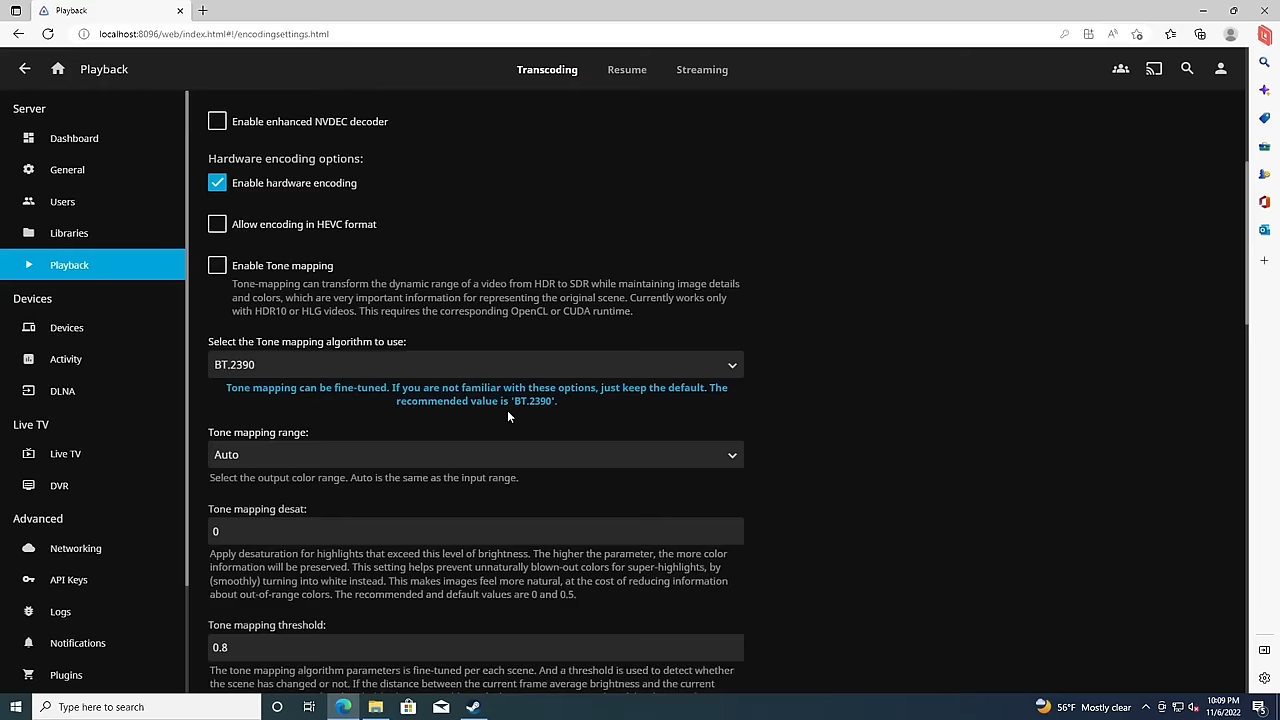 Playback
localhost:8096/web/index.html#!/encodingsettings.html
Playback
Transcoding
Resume
Streaming
Server
Dashboard
General
Users
Libraries
Playback
Devices
Devices
Activity
DLNA
Live TV
Live TV
DVR
Advanced
Networking
API Keys
Logs
Notifications
Plugins
Enable enhanced NVDEC decoder
Hardware encoding options:
Enable hardware encoding
Allow encoding in HEVC format
Enable Tone mapping
Tone-mapping can transform the dynamic range of a video from HDR to SDR while maintaining image details
and colors, which are very important information for representing the original scene. Currently works only
with HDR10 or HLG videos. This requires the corresponding OpenCL or CUDA runtime.
Select the Tone mapping algorithm to use:
BT.2390
Tone mapping can be fine-tuned. If you are not familiar with these options, just keep the default. The
recommended value is 'BT.2390'.
Tone mapping range:
Auto
Select the output color range. Auto is the same as the input range.
Tone mapping desat:
0
Apply desaturation for highlights that exceed this level of brightness. The higher the parameter, the more color
information will be preserved. This setting helps prevent unnaturally blown-out colors for super-highlights, by
(smoothly) turning into white instead. This makes images feel more natural, at the cost of reducing information
about out-of-range colors. The recommended and default values are 0 and 0.5.
Tone mapping threshold:
0.8
The tone mapping algorithm parameters is fine-tuned per each scene. And a threshold is used to detect whether
the scene has changed or not. If the distance between the current frame average brightness and the current
Type here to search
56°F Mostly clear
10:09 PM
11/6/2022